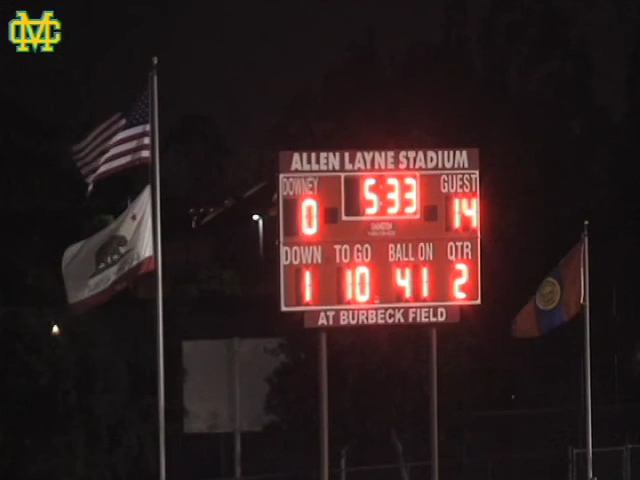 MC
ALLEN LAYNE STADIUM
DOWNEY 5:33 GUEST
0 14
DOWN TO GO BALL ON QTR
1 10 41 2
AT BURBECK FIELD